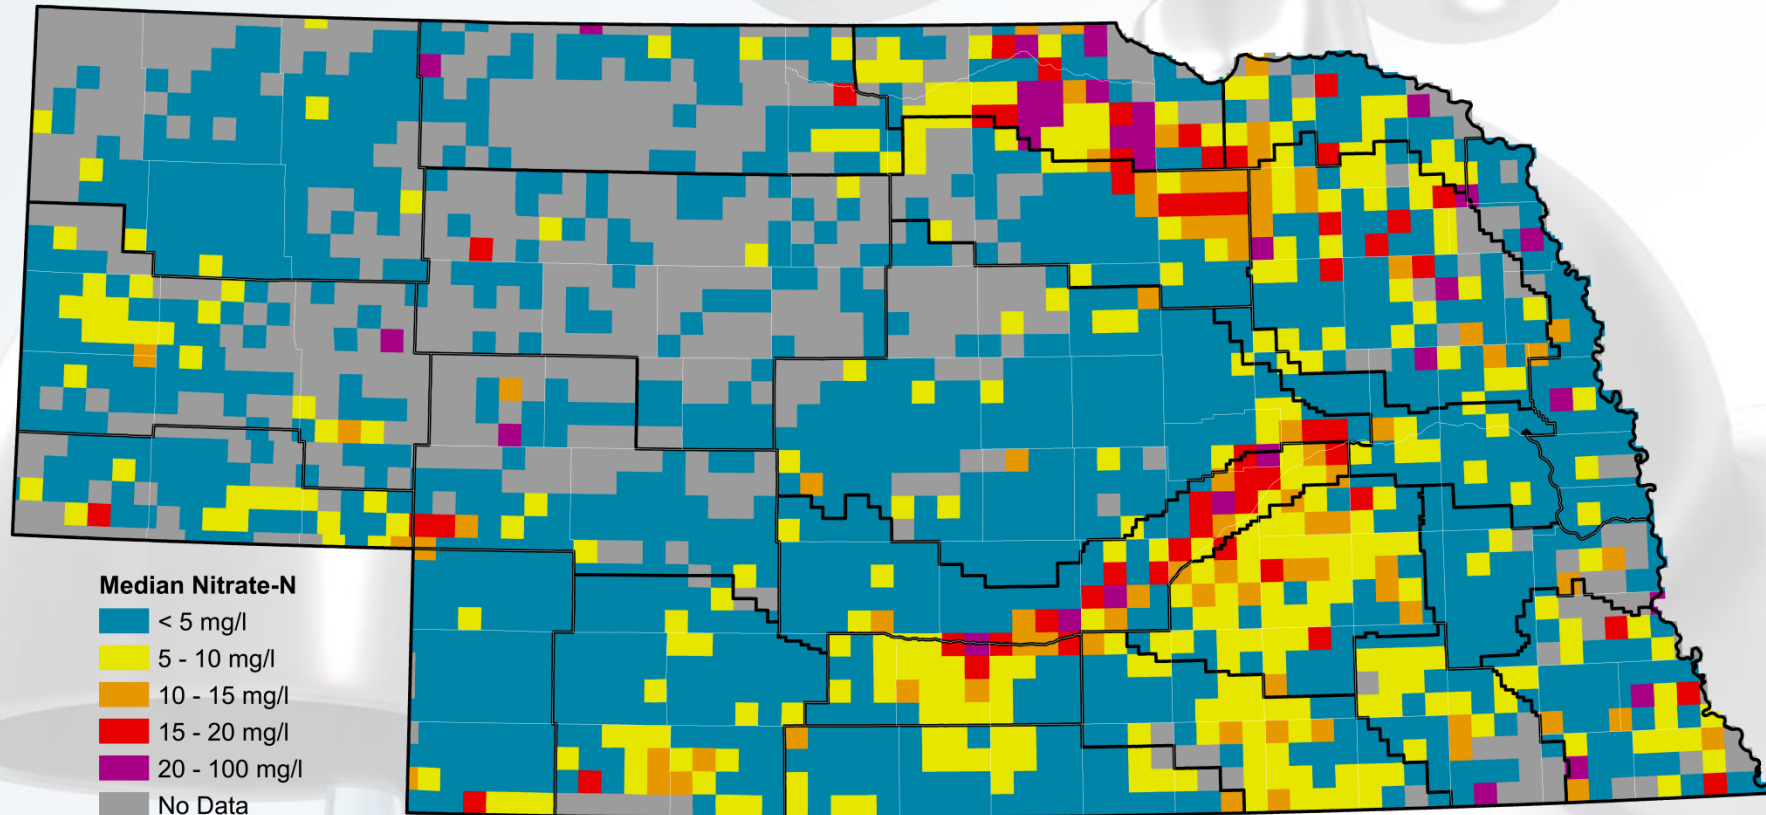 Median Nitrate-N
< 5 mg/l
5 - 10 mg/l
10 - 15 mg/l
15 - 20 mg/l
20 - 100 mg/l
No Data